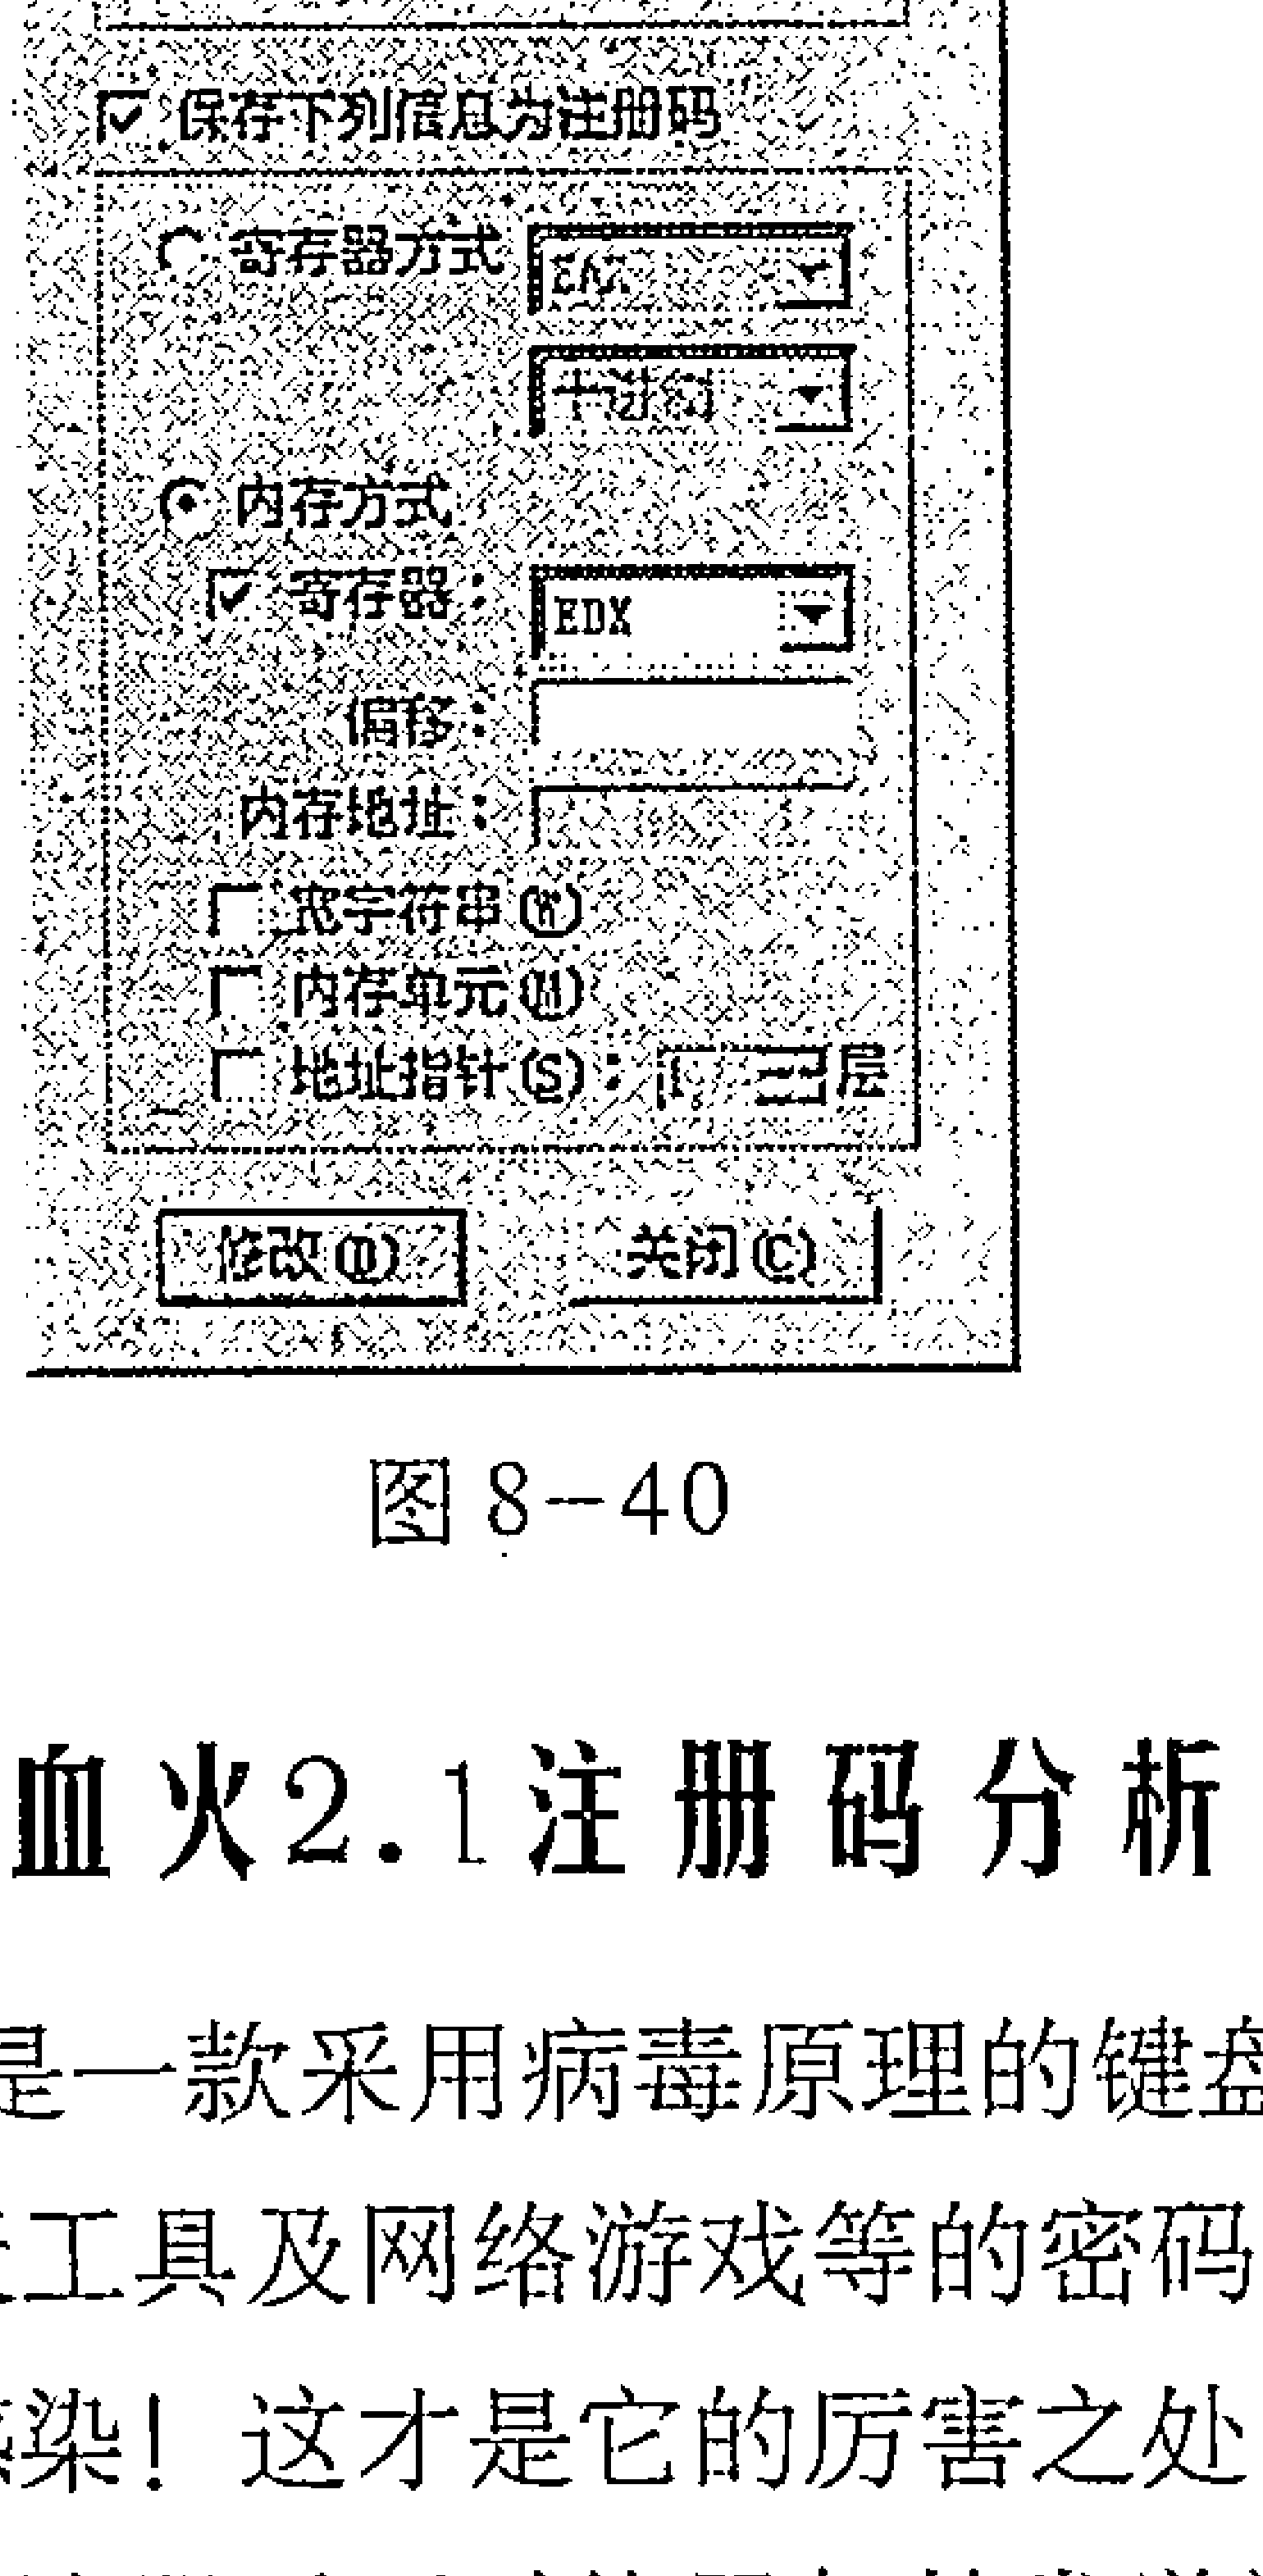 保存下列信息为注册码
寄存器方式 EAX
十进制
内存方式
寄存器： EDX
偏移：
内存地址：
宽字符串(K)
内存单元(M)
地址指针(S)： 层
修改(I) 关闭(C)
图 8-40
血火2.1注册码分析
是一款采用病毒原理的键盘
工具及网络游戏等的密码
感染！这才是它的厉害之处